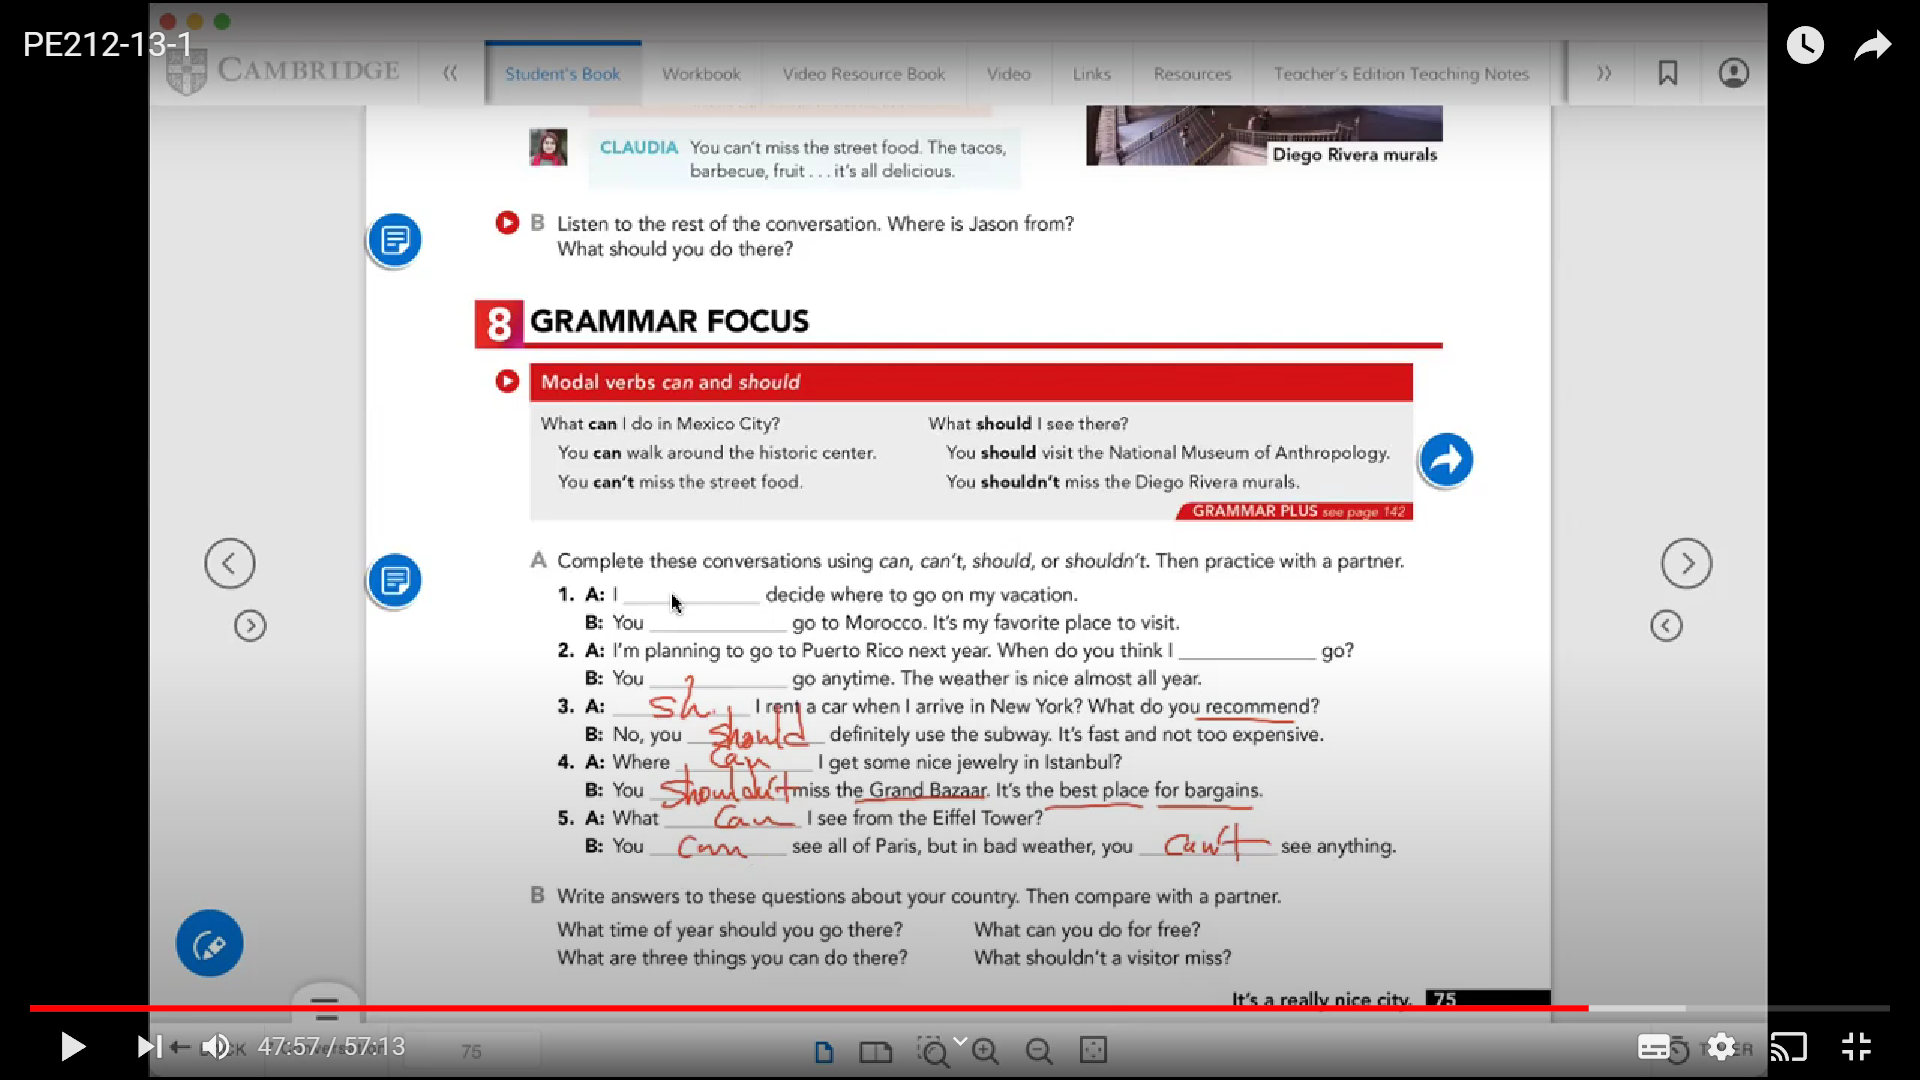 PE212-13-1
CAMBRIDGE
Student's Book
Workbook
Video Resource Book
Video
Links
Resources
Teacher's Edition Teaching Notes
CLAUDIA You can't miss the street food. The tacos,
barbecue, fruit . . . it's all delicious.
Diego Rivera murals
B Listen to the rest of the conversation. Where is Jason from?
What should you do there?
8 GRAMMAR FOCUS
Modal verbs can and should
What can I do in Mexico City?
You can walk around the historic center.
You can't miss the street food.
What should I see there?
You should visit the National Museum of Anthropology.
You shouldn't miss the Diego Rivera murals.
GRAMMAR PLUS see page 142
A Complete these conversations using can, can't, should, or shouldn't. Then practice with a partner.
1. A: I ____________ decide where to go on my vacation.
B: You ____________ go to Morocco. It's my favorite place to visit.
2. A: I'm planning to go to Puerto Rico next year. When do you think I ____________ go?
B: You ____________ go anytime. The weather is nice almost all year.
3. A: sh. I rent a car when I arrive in New York? What do you recommend?
B: No, you should definitely use the subway. It's fast and not too expensive.
4. A: Where can I get some nice jewelry in Istanbul?
B: You shouldn't miss the Grand Bazaar. It's the best place for bargains.
5. A: What can I see from the Eiffel Tower?
B: You can see all of Paris, but in bad weather, you can't see anything.
B Write answers to these questions about your country. Then compare with a partner.
What time of year should you go there?
What are three things you can do there?
What can you do for free?
What shouldn't a visitor miss?
It's a really nice city. 75
47:57 / 57:13
75